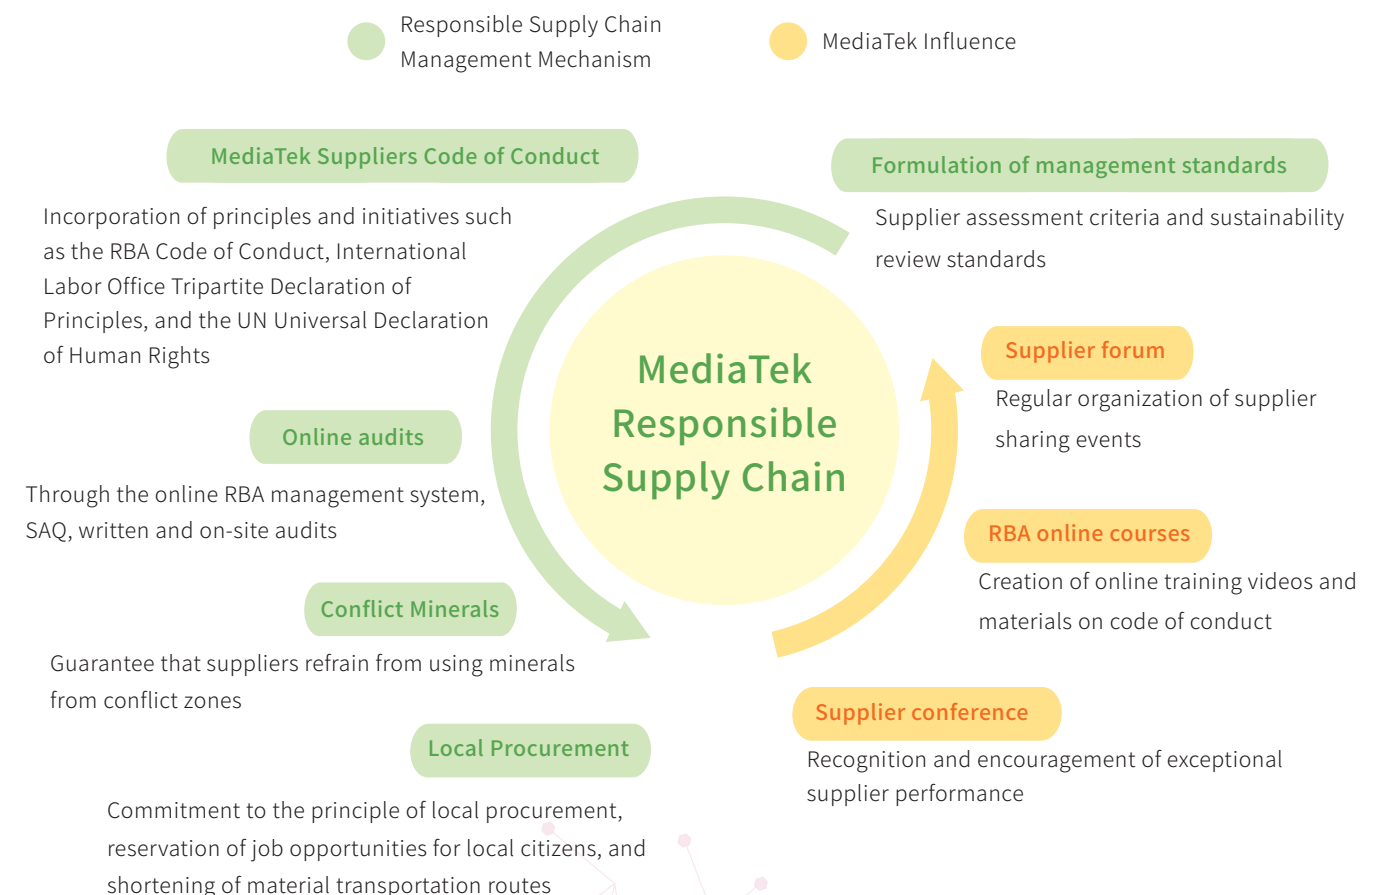 Responsible Supply Chain
Management Mechanism
MediaTek Influence
MediaTek Suppliers Code of Conduct
Incorporation of principles and initiatives such
as the RBA Code of Conduct, International
Labor Office Tripartite Declaration of
Principles, and the UN Universal Declaration
of Human Rights
Online audits
Through the online RBA management system,
SAQ, written and on-site audits
Conflict Minerals
Guarantee that suppliers refrain from using minerals
from conflict zones
Local Procurement
Commitment to the principle of local procurement,
reservation of job opportunities for local citizens, and
shortening of material transportation routes
MediaTek
Responsible
Supply Chain
Formulation of management standards
Supplier assessment criteria and sustainability
review standards
Supplier forum
Regular organization of supplier
sharing events
RBA online courses
Creation of online training videos and
materials on code of conduct
Supplier conference
Recognition and encouragement of exceptional
supplier performance